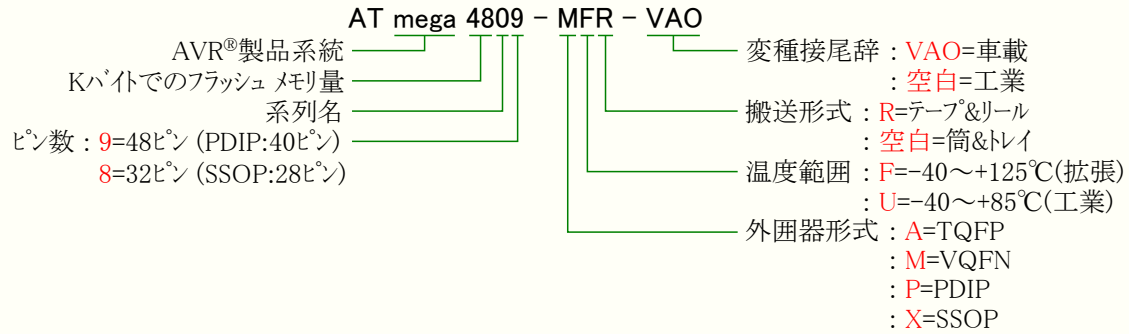 AT mega 4809 - MFR - VAO
AVR®製品系統
Kバイトでのフラッシュ メモリ量
系列名
ピン数 : 9=48ピン (PDIP:40ピン)
8=32ピン (SSOP:28ピン)
変種接尾辞 : VAO=車載
: 空白=工業
搬送形式 : R=テープ&リール
: 空白=筒&トレイ
温度範囲 : F=-40～+125℃(拡張)
: U=-40～+85℃(工業)
外囲器形式 : A=TQFP
: M=VQFN
: P=PDIP
: X=SSOP